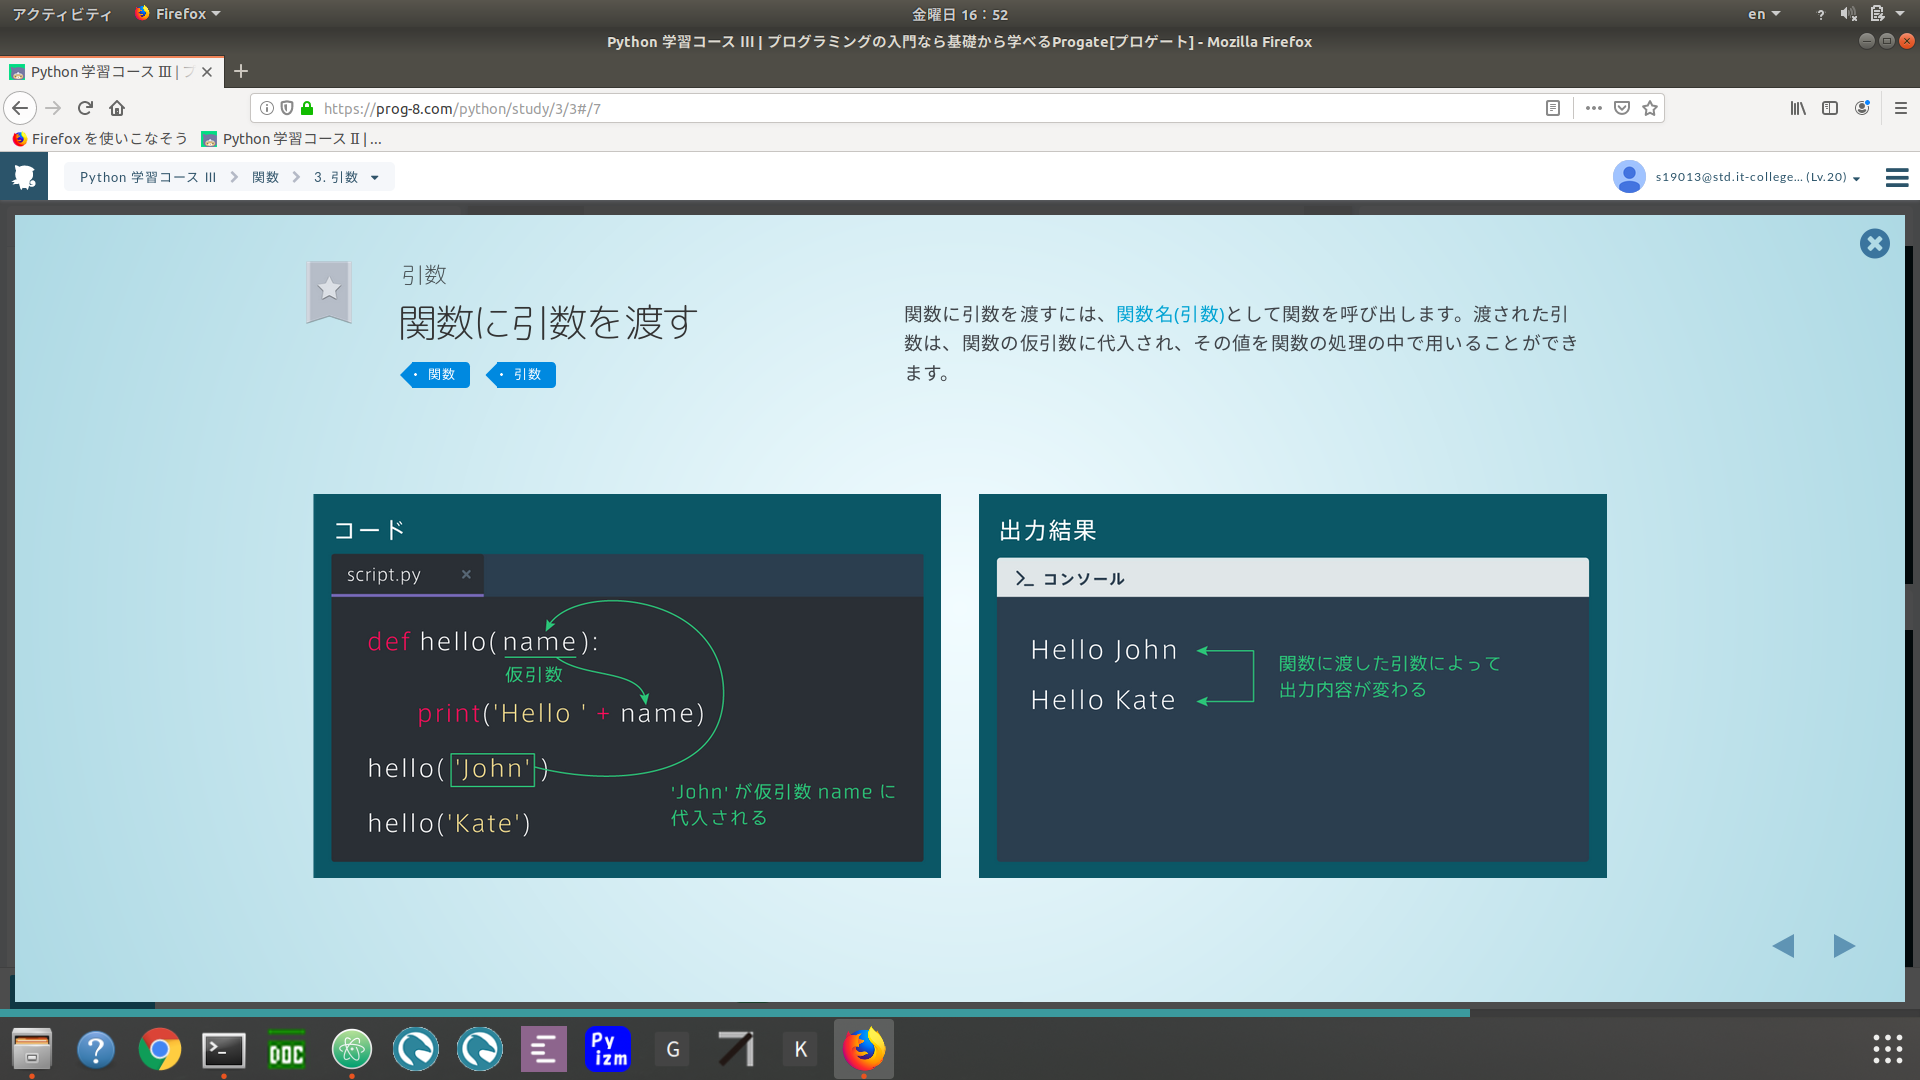 アクティビティ Firefox 金曜日 16：52 en
Python 学習コース III | プログラミングの入門なら基礎から学べるProgate[プロゲート] - Mozilla Firefox
Python 学習コース III |
https://prog-8.com/python/study/3/3#/7
Firefox を使いこなそう Python 学習コース II | ...
Python 学習コース III 関数 3. 引数 s19013@std.it-college... (Lv.20)
引数
関数に引数を渡す
関数 引数
関数に引数を渡すには、関数名(引数)として関数を呼び出します。渡された引
数は、関数の仮引数に代入され、その値を関数の処理の中で用いることができ
ます。
コード
script.py ×
def hello(name):
仮引数
print('Hello ' + name)
hello('John')
'John' が仮引数 name に
代入される
hello('Kate')
出力結果
>_ コンソール
Hello John
Hello Kate
関数に渡した引数によって
出力内容が変わる
? >_ DOC E Py izm G K